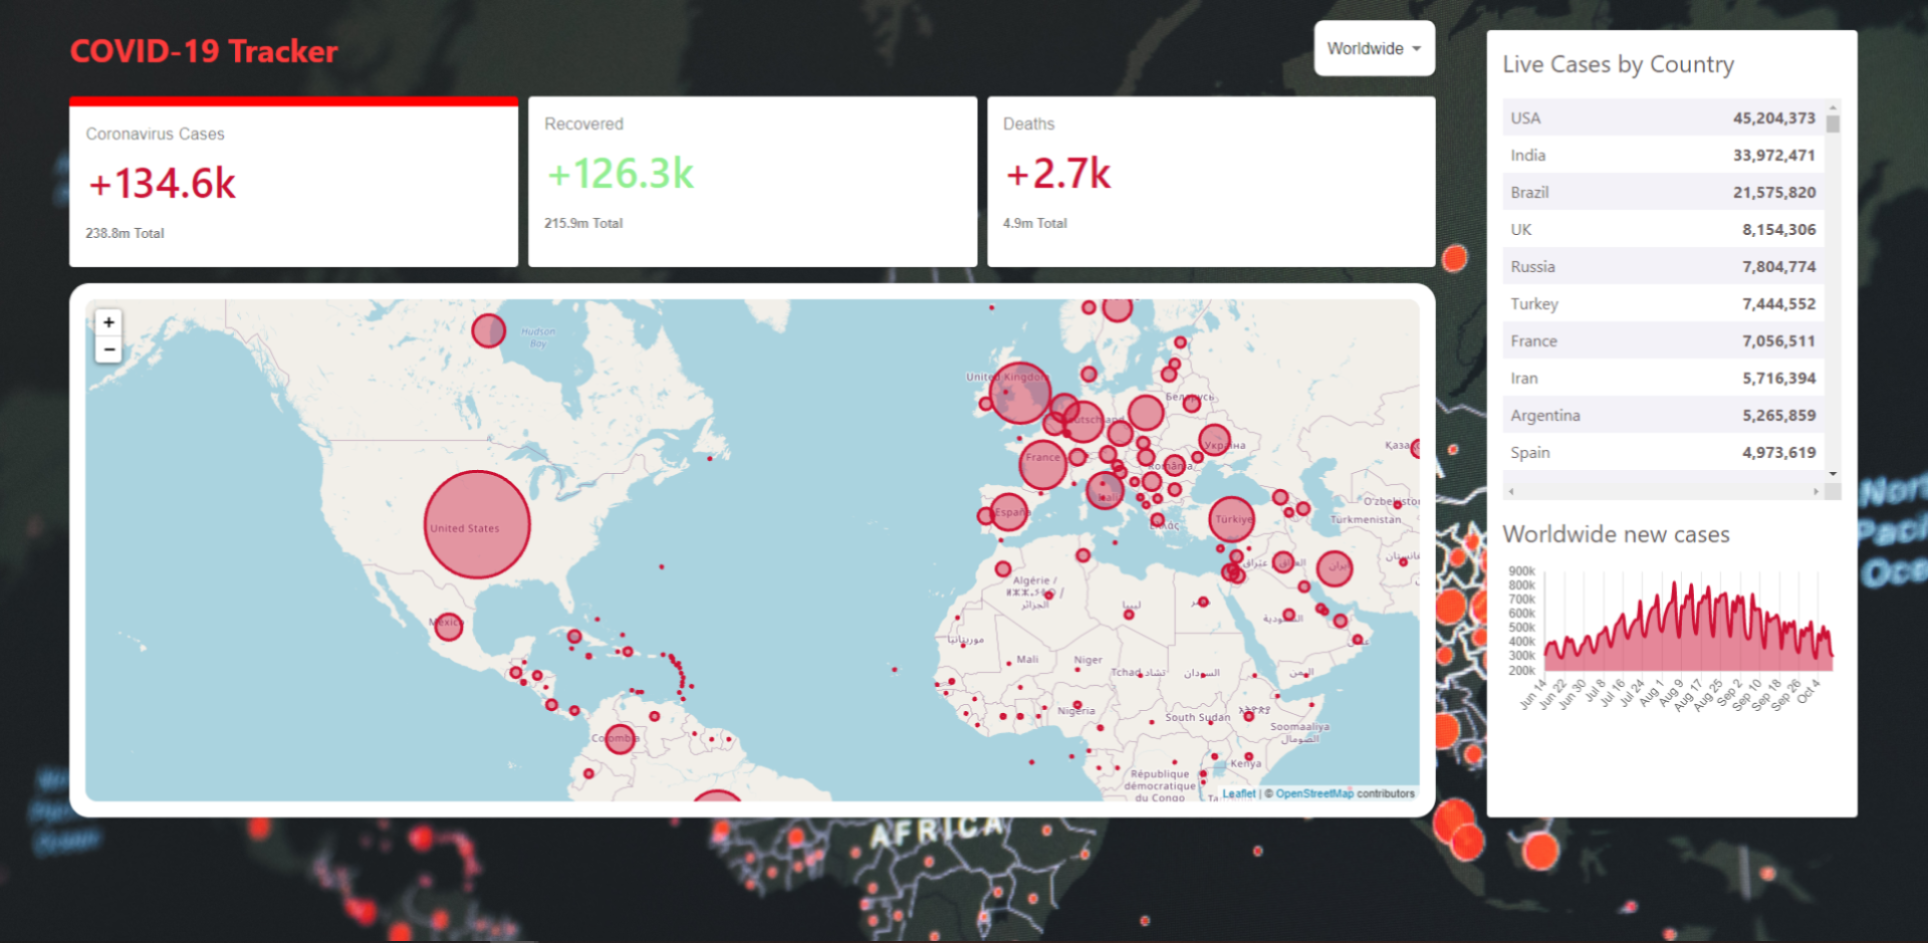 COVID-19 Tracker
Worldwide
Coronavirus Cases
+134.6k
238.8m Total
Recovered
+126.3k
215.9m Total
Deaths
+2.7k
4.9m Total
+
−
Hudson
Bay
United Kingdom
Deutschland
Беларусь
Україна
France
România
Italia
España
Ελλάς
Türkiye
Oʻzbekiston
Türkmenistan
United States
México
Algérie /
الجزائر
ليبيا
مصر
العراق
عێراق
ایران
السعودية
موريتانيا
Mali
Niger
Tchad تشاد
السودان
اليمن
Nigeria
South Sudan
Soomaaliya
الصومال
Colombia
Kenya
République
démocratique
du Congo
Leaflet | © OpenStreetMap contributors
Live Cases by Country
USA 45,204,373
India 33,972,471
Brazil 21,575,820
UK 8,154,306
Russia 7,804,774
Turkey 7,444,552
France 7,056,511
Iran 5,716,394
Argentina 5,265,859
Spain 4,973,619
Worldwide new cases
900k
800k
700k
600k
500k
400k
300k
200k
Jun 14
Jun 22
Jun 30
Jul 8
Jul 16
Jul 24
Aug 1
Aug 9
Aug 17
Aug 25
Sep 2
Sep 10
Sep 18
Sep 26
Oct 4
AFRICA